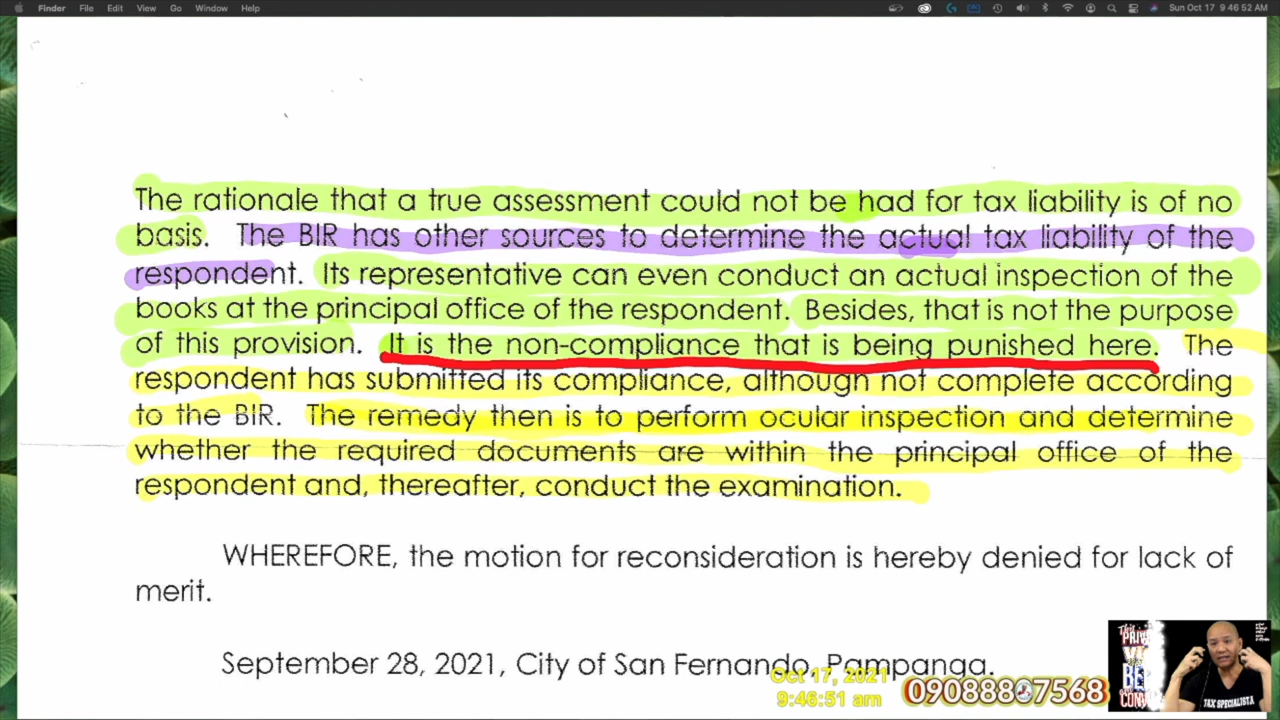 Finder File Edit View Go Window Help
Sun Oct 17 9 46 52 AM
The rationale that a true assessment could not be had for tax liability is of no
basis. The BIR has other sources to determine the actual tax liability of the
respondent. Its representative can even conduct an actual inspection of the
books at the principal office of the respondent. Besides, that is not the purpose
of this provision. It is the non-compliance that is being punished here. The
respondent has submitted its compliance, although not complete according
to the BIR. The remedy then is to perform ocular inspection and determine
whether the required documents are within the principal office of the
respondent and, thereafter, conduct the examination.
WHEREFORE, the motion for reconsideration is hereby denied for lack of
merit.
September 28, 2021, City of San Fernando, Pampanga.
Oct 17, 2021
9:46:51 am
09088807568
TAX SPECIALISTA